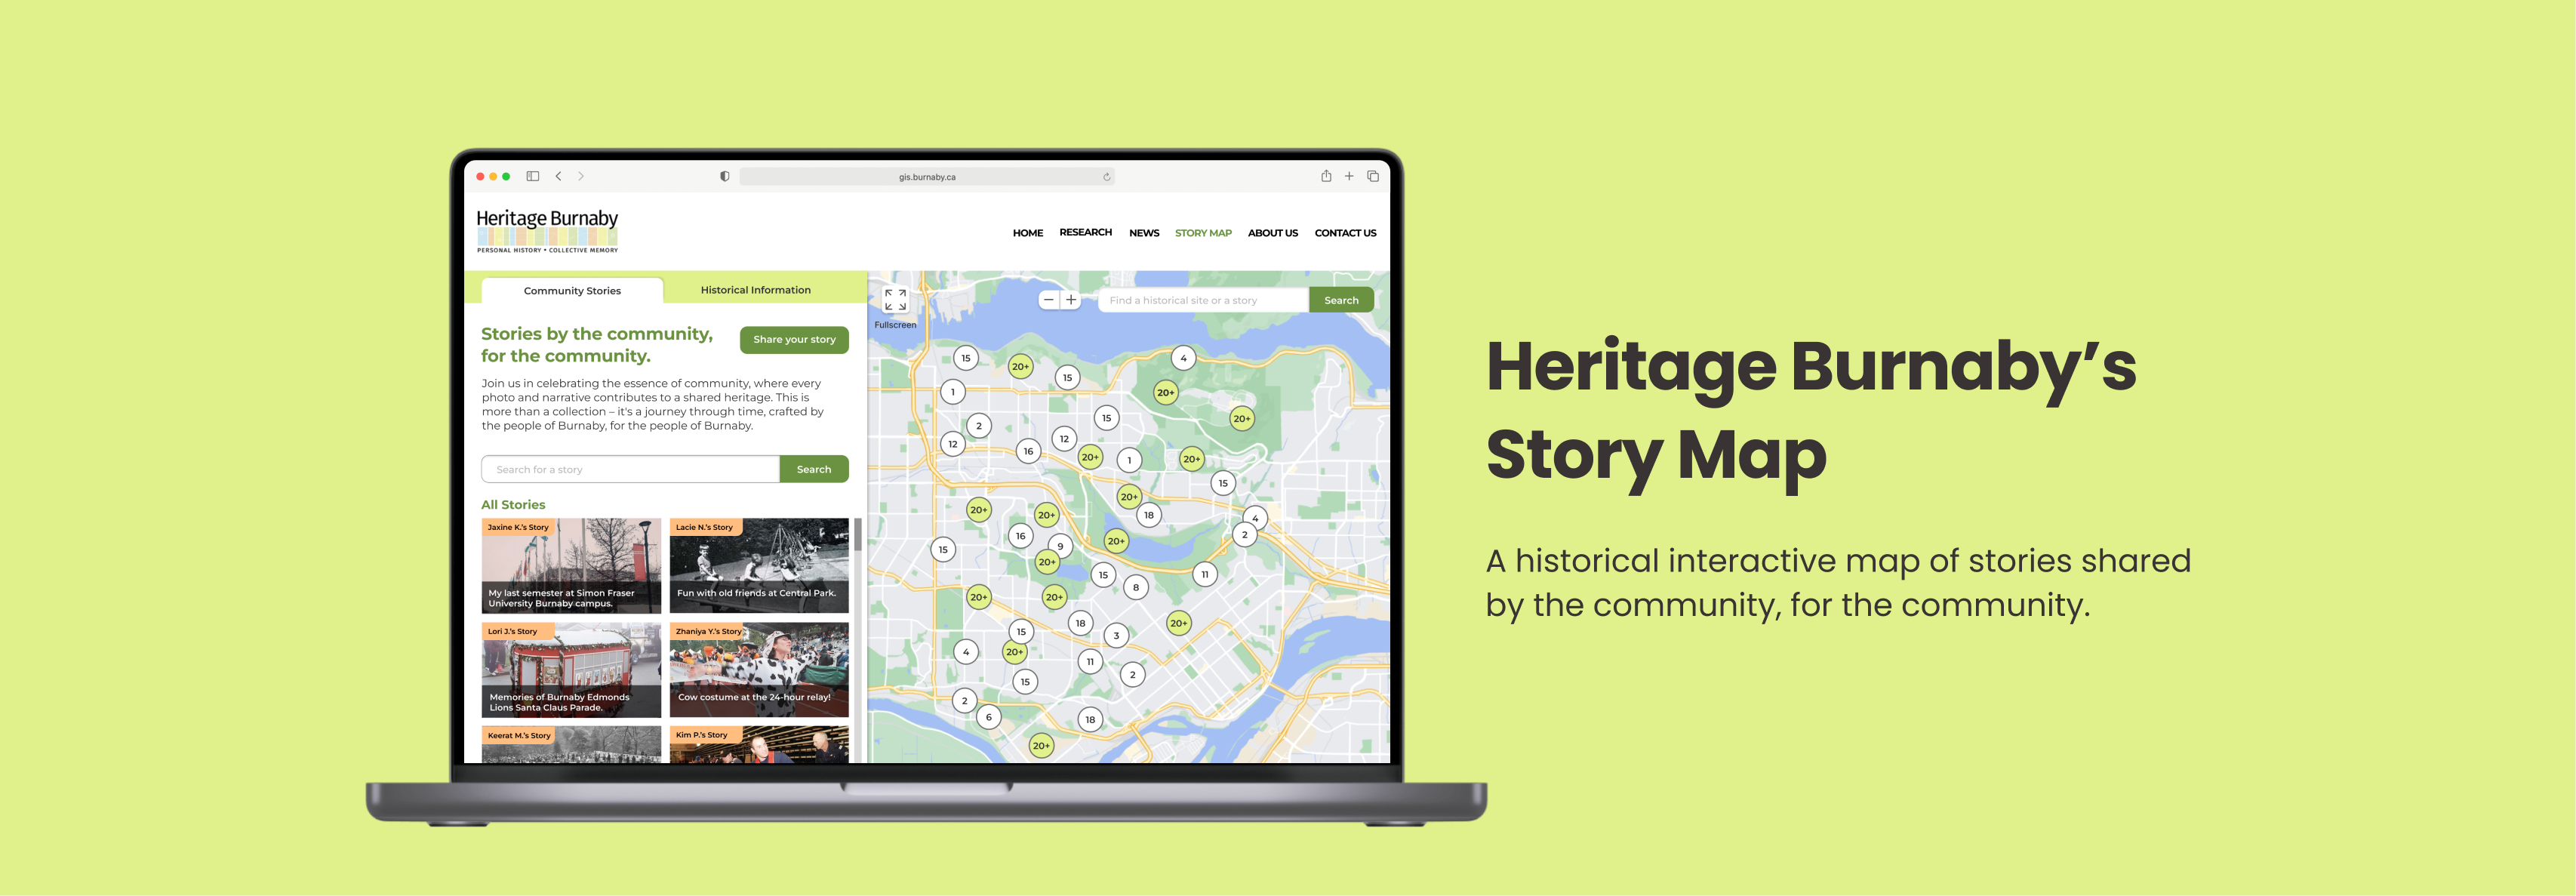 gis.burnaby.ca
Heritage Burnaby
PERSONAL HISTORY • COLLECTIVE MEMORY
HOME RESEARCH NEWS STORY MAP ABOUT US CONTACT US
Community Stories
Historical Information
Stories by the community,
for the community.
Share your story
Join us in celebrating the essence of community, where every
photo and narrative contributes to a shared heritage. This is
more than a collection – it's a journey through time, crafted by
the people of Burnaby, for the people of Burnaby.
Search for a story
Search
All Stories
Jaxine K.'s Story
My last semester at Simon Fraser
University Burnaby campus.
Lacie N.'s Story
Fun with old friends at Central Park.
Lori J.'s Story
Memories of Burnaby Edmonds
Lions Santa Claus Parade.
Zhaniya Y.'s Story
Cow costume at the 24-hour relay!
Keerat M.'s Story
Kim P.'s Story
Fullscreen
Find a historical site or a story
Search
15
20+
15
4
1
20+
15
20+
2
12
12
16
20+
1
20+
15
20+
20+
20+
18
4
2
16
9
20+
15
20+
15
11
8
20+
20+
18
20+
15
3
4
20+
11
2
15
2
6
18
20+
Heritage Burnaby’s
Story Map
A historical interactive map of stories shared
by the community, for the community.